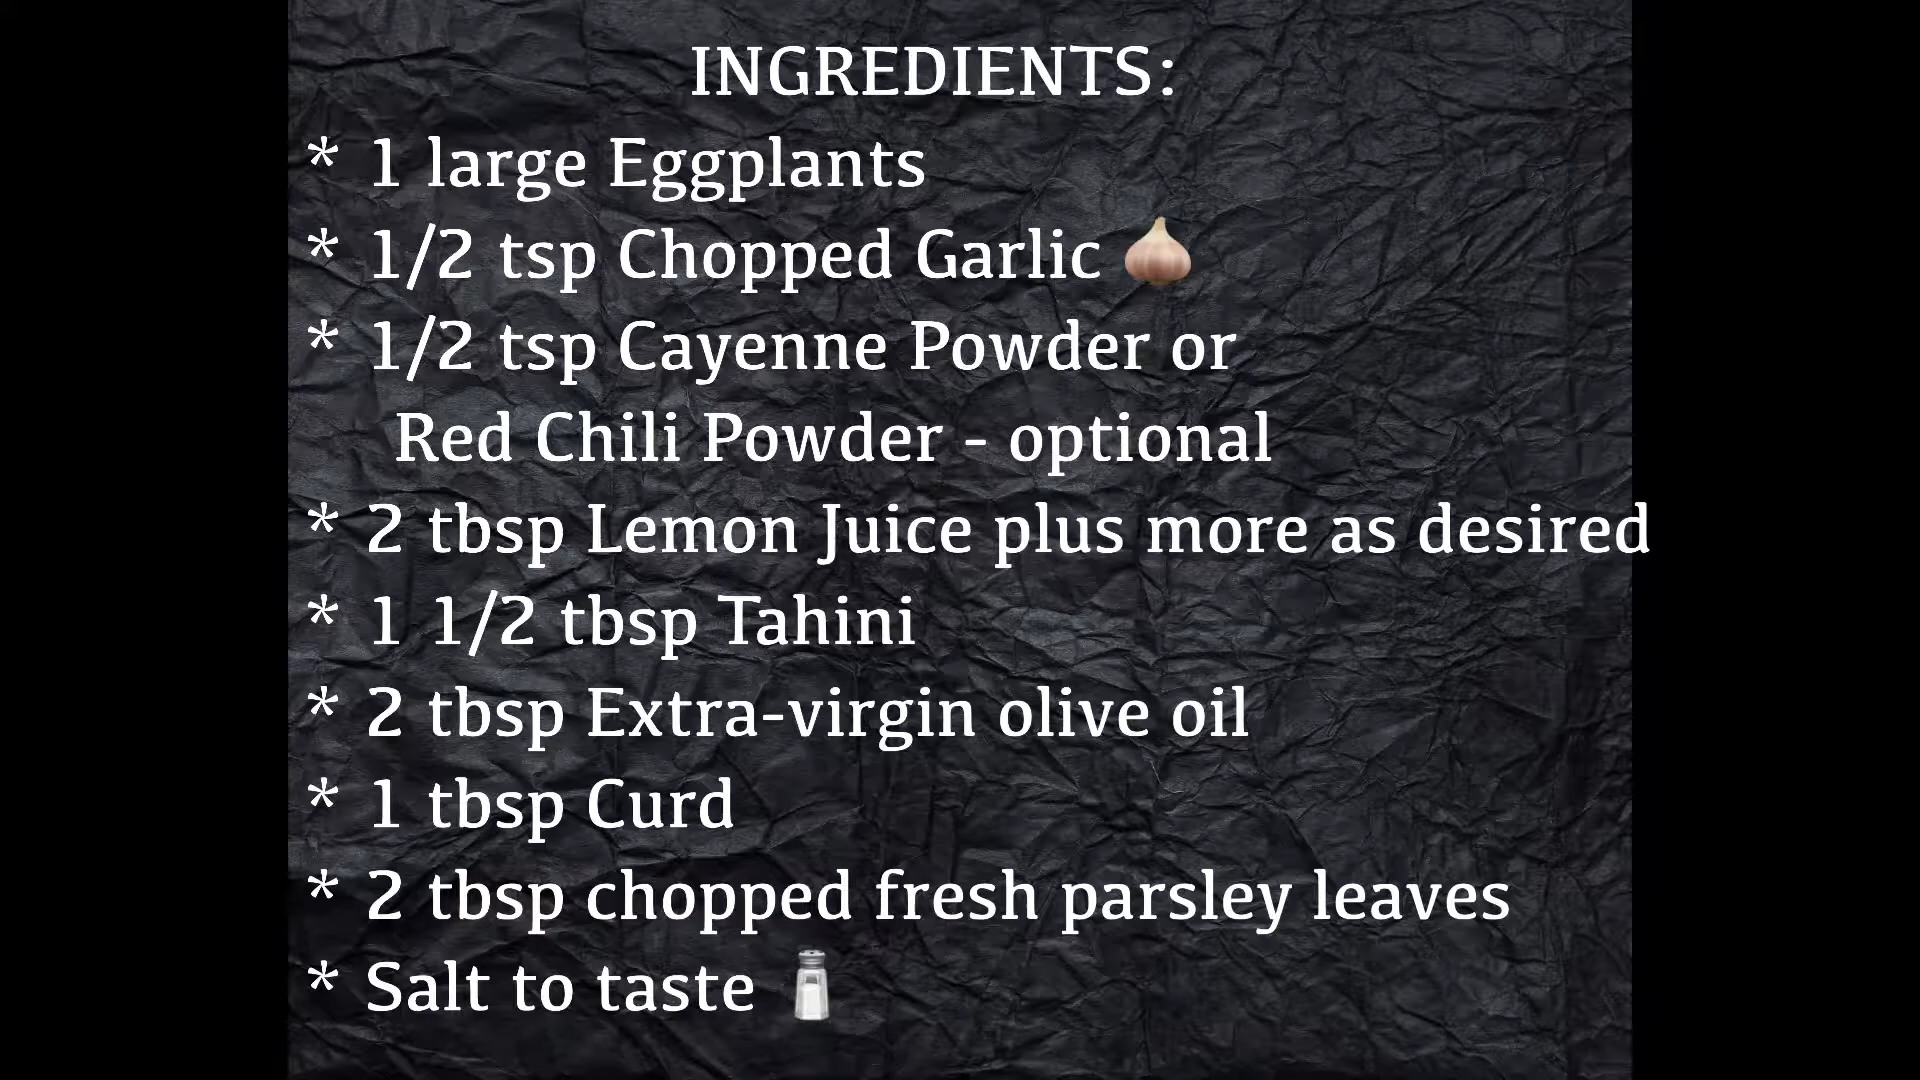 INGREDIENTS:
* 1 large Eggplants
* 1/2 tsp Chopped Garlic 🧄
* 1/2 tsp Cayenne Powder or
Red Chili Powder - optional
* 2 tbsp Lemon Juice plus more as desired
* 1 1/2 tbsp Tahini
* 2 tbsp Extra-virgin olive oil
* 1 tbsp Curd
* 2 tbsp chopped fresh parsley leaves
* Salt to taste 🧂